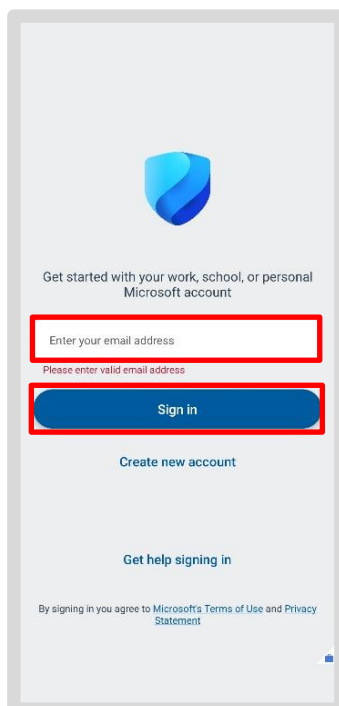 Get started with your work, school, or personal
Microsoft account
Enter your email address
Please enter valid email address
Sign in
Create new account
Get help signing in
By signing in you agree to Microsoft's Terms of Use and Privacy
Statement